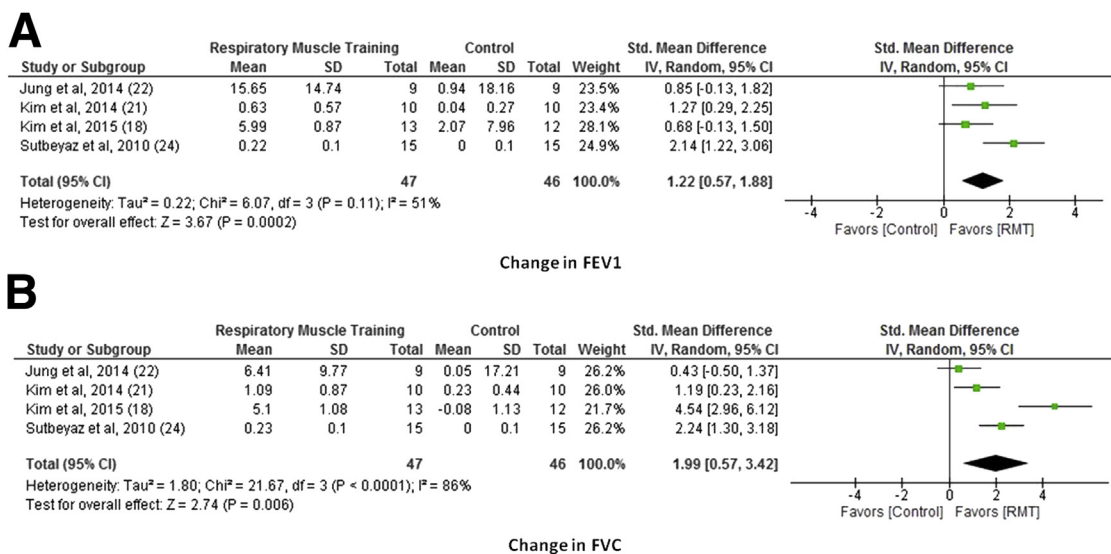 A
Respiratory Muscle Training Control Std. Mean Difference Std. Mean Difference
Study or Subgroup Mean SD Total Mean SD Total Weight IV, Random, 95% CI IV, Random, 95% CI
Jung et al, 2014 (22) 15.65 14.74 9 0.94 18.16 9 23.5% 0.85 [-0.13, 1.82]
Kim et al, 2014 (21) 0.63 0.57 10 0.04 0.27 10 23.4% 1.27 [0.29, 2.25]
Kim et al, 2015 (18) 5.99 0.87 13 2.07 7.96 12 28.1% 0.68 [-0.13, 1.50]
Sutbeyaz et al, 2010 (24) 0.22 0.1 15 0 0.1 15 24.9% 2.14 [1.22, 3.06]
Total (95% CI) 47 46 100.0% 1.22 [0.57, 1.88]
Heterogeneity: Tau² = 0.22; Chi² = 6.07, df = 3 (P = 0.11); I² = 51%
Test for overall effect: Z = 3.67 (P = 0.0002)
-4 -2 0 2 4
Favors [Control] Favors [RMT]
Change in FEV1
B
Respiratory Muscle Training Control Std. Mean Difference Std. Mean Difference
Study or Subgroup Mean SD Total Mean SD Total Weight IV, Random, 95% CI IV, Random, 95% CI
Jung et al, 2014 (22) 6.41 9.77 9 0.05 17.21 9 26.2% 0.43 [-0.50, 1.37]
Kim et al, 2014 (21) 1.09 0.87 10 0.23 0.44 10 26.0% 1.19 [0.23, 2.16]
Kim et al, 2015 (18) 5.1 1.08 13 -0.08 1.13 12 21.7% 4.54 [2.96, 6.12]
Sutbeyaz et al, 2010 (24) 0.23 0.1 15 0 0.1 15 26.2% 2.24 [1.30, 3.18]
Total (95% CI) 47 46 100.0% 1.99 [0.57, 3.42]
Heterogeneity: Tau² = 1.80; Chi² = 21.67, df = 3 (P < 0.0001); I² = 86%
Test for overall effect: Z = 2.74 (P = 0.006)
-4 -2 0 2 4
Favors [Control] Favors [RMT]
Change in FVC